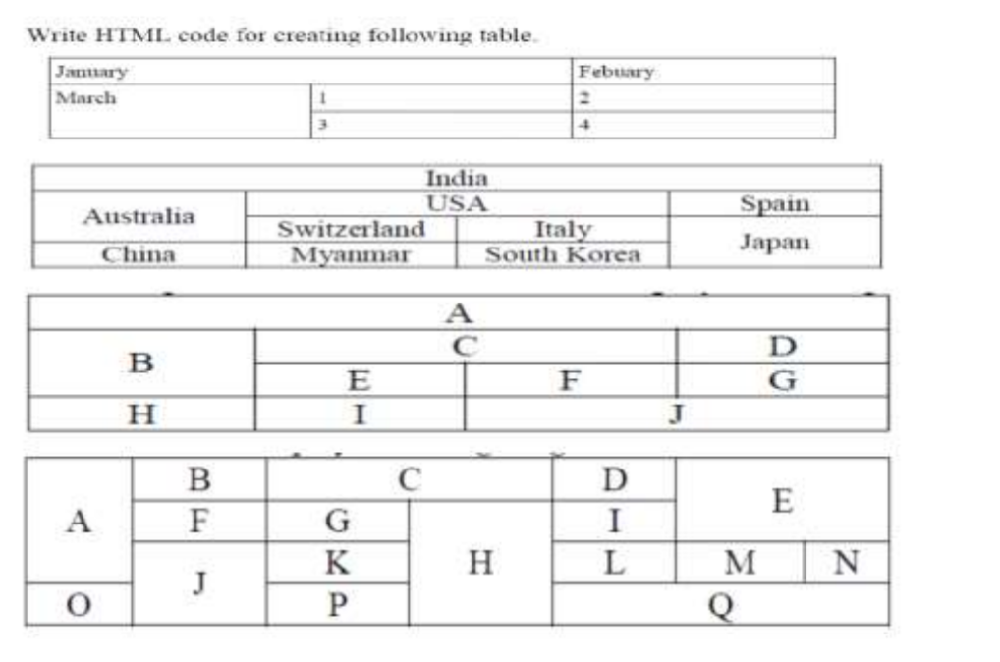 Write HTML code for creating following table.
January Febuary
March 1 2
3 4
India
Australia USA Spain
Switzerland Italy Japan
China Myanmar South Korea
A
B C D
E F G
H I J
A B C D E
F G H I
J K L M N
O P Q